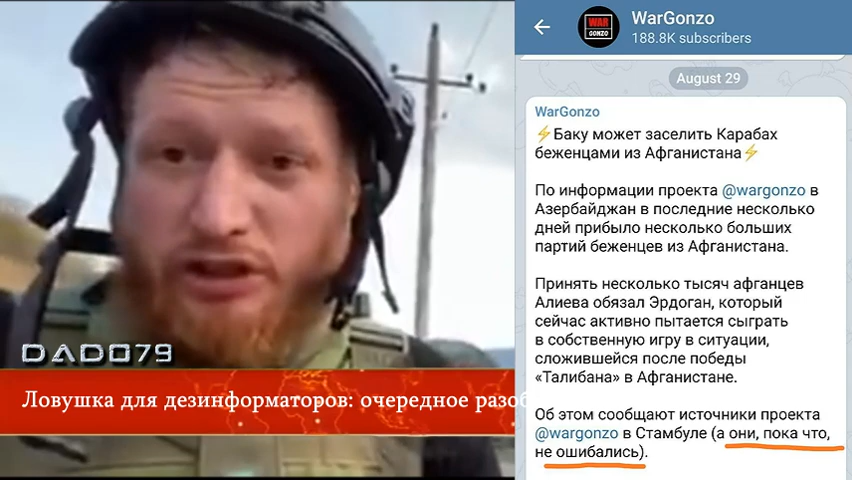 DADO79
Ловушка для дезинформаторов: очередное разоб
WAR
GONZO
WarGonzo
188.8K subscribers
August 29
WarGonzo
⚡Баку может заселить Карабах
беженцами из Афганистана⚡
По информации проекта @wargonzo в
Азербайджан в последние несколько
дней прибыло несколько больших
партий беженцев из Афганистана.
Принять несколько тысяч афганцев
Алиева обязал Эрдоган, который
сейчас активно пытается сыграть
в собственную игру в ситуации,
сложившейся после победы
«Талибана» в Афганистане.
Об этом сообщают источники проекта
@wargonzo в Стамбуле (а они, пока что,
не ошибались).